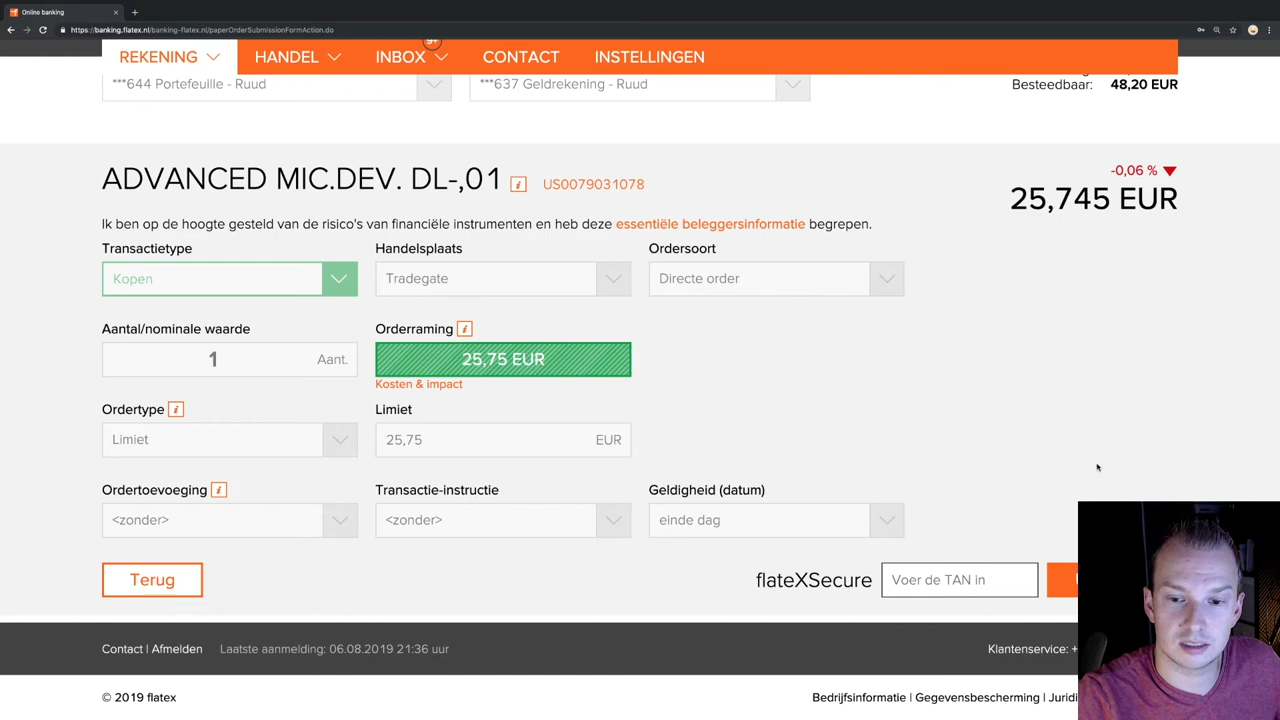 Online banking
https://banking.flatex.nl/banking-flatex.nl/paperOrderSubmissionFormAction.do
REKENING HANDEL INBOX 9+ CONTACT INSTELLINGEN
***644 Portefeuille - Ruud ***637 Geldrekening - Ruud Besteedbaar: 48,20 EUR
-0,06 %
ADVANCED MIC.DEV. DL-,01 i US0079031078 25,745 EUR
Ik ben op de hoogte gesteld van de risico's van financiële instrumenten en heb deze essentiële beleggersinformatie begrepen.
Transactietype Handelsplaats Ordersoort
Kopen Tradegate Directe order
Aantal/nominale waarde Orderraming i
1 Aant. 25,75 EUR
Kosten & impact
Ordertype i Limiet
Limiet 25,75 EUR
Ordertoevoeging i Transactie-instructie Geldigheid (datum)
<zonder> <zonder> einde dag
Terug flateXSecure Voer de TAN in
Contact | Afmelden Laatste aanmelding: 06.08.2019 21:36 uur Klantenservice: +
© 2019 flatex Bedrijfsinformatie | Gegevensbescherming | Juridi